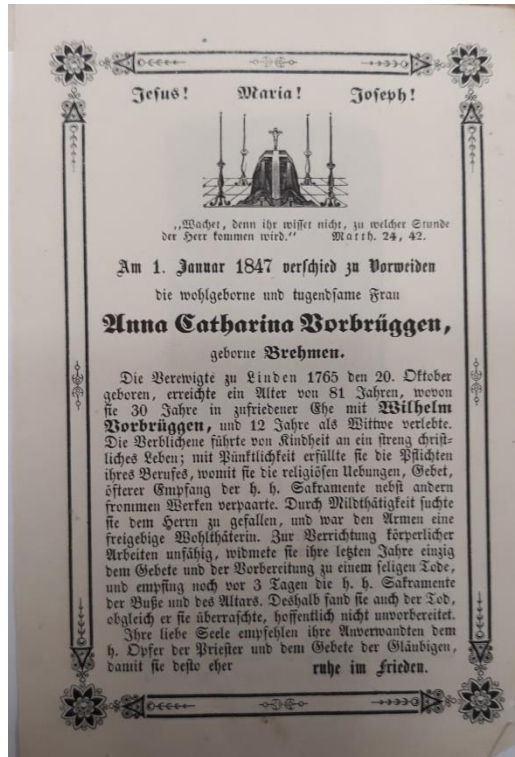 Jesus! Maria! Joseph!
„Wachet, denn ihr wisset nicht, zu welcher Stunde
der Herr kommen wird.“ Matth. 24, 42.
Am 1. Januar 1847 verschied zu Vorweiden
die wohlgeborne und tugendsame Frau
Anna Catharina Vorbrüggen,
geborne Brehmen.
Die Verewigte zu Linden 1765 den 20. Oktober
geboren, erreichte ein Alter von 81 Jahren, wovon
sie 30 Jahre in zufriedener Ehe mit Wilhelm
Vorbrüggen, und 12 Jahre als Wittwe verlebte.
Die Verblichene führte von Kindheit an ein streng christ-
liches Leben; mit Pünktlichkeit erfüllte sie die Pflichten
ihres Berufes, womit sie die religiösen Uebungen, Gebet,
öfterer Empfang der h. h. Sakramente nebst andern
frommen Werken verpaarte. Durch Mildthätigkeit suchte
sie dem Herrn zu gefallen, und war den Armen eine
freigebige Wohlthäterin. Zur Verrichtung körperlicher
Arbeiten unfähig, widmete sie ihre letzten Jahre einzig
dem Gebete und der Vorbereitung zu einem seligen Tode,
und empfing noch vor 3 Tagen die h. h. Sakramente
der Buße und des Altars. Deshalb fand sie auch der Tod,
obgleich er sie überraschte, hoffentlich nicht unvorbereitet.
Ihre liebe Seele empfehlen ihre Anverwandten dem
h. Opfer der Priester und dem Gebete der Gläubigen,
damit sie desto eher ruhe im Frieden.